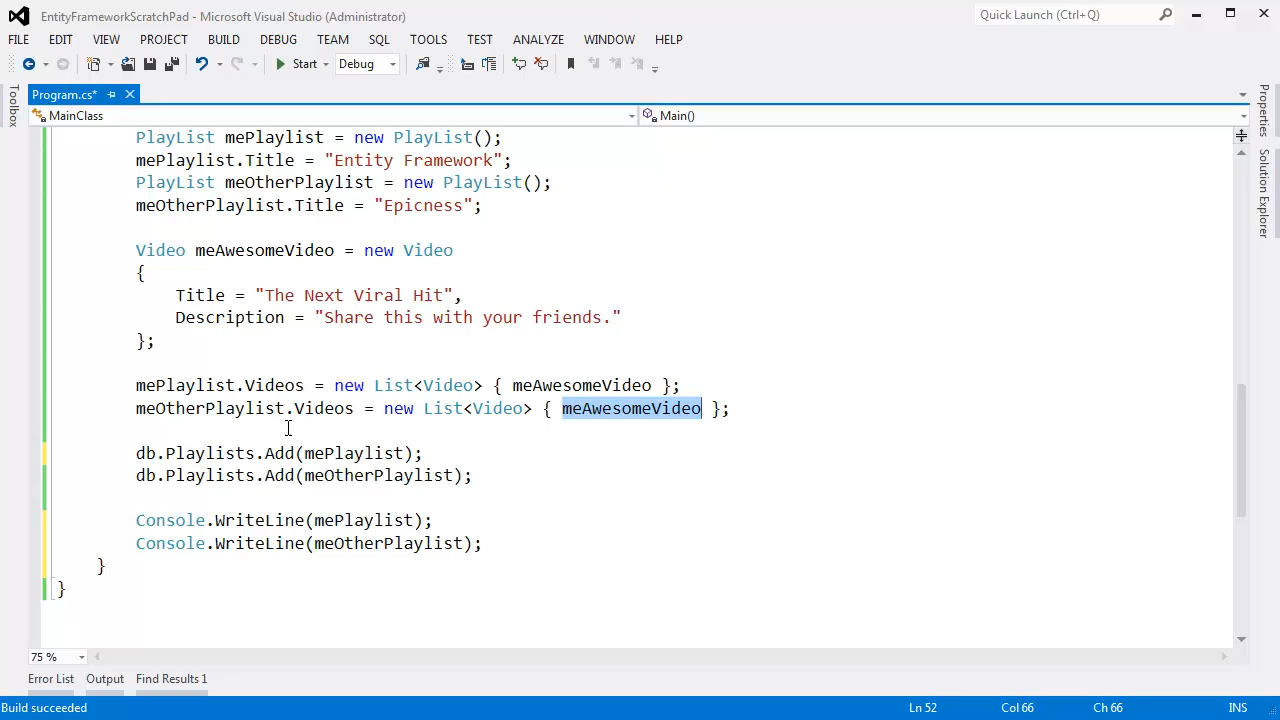 EntityFrameworkScratchPad - Microsoft Visual Studio (Administrator)
Quick Launch (Ctrl+Q)
FILE EDIT VIEW PROJECT BUILD DEBUG TEAM SQL TOOLS TEST ANALYZE WINDOW HELP
Start Debug
Toolbox
Program.cs*
MainClass Main()
PlayList mePlaylist = new PlayList();
mePlaylist.Title = "Entity Framework";
PlayList meOtherPlaylist = new PlayList();
meOtherPlaylist.Title = "Epicness";
Video meAwesomeVideo = new Video
{
Title = "The Next Viral Hit",
Description = "Share this with your friends."
};
mePlaylist.Videos = new List<Video> { meAwesomeVideo };
meOtherPlaylist.Videos = new List<Video> { meAwesomeVideo };
db.Playlists.Add(mePlaylist);
db.Playlists.Add(meOtherPlaylist);
Console.WriteLine(mePlaylist);
Console.WriteLine(meOtherPlaylist);
}
}
Properties
Solution Explorer
75 %
Error List Output Find Results 1
Build succeeded Ln 52 Col 66 Ch 66 INS